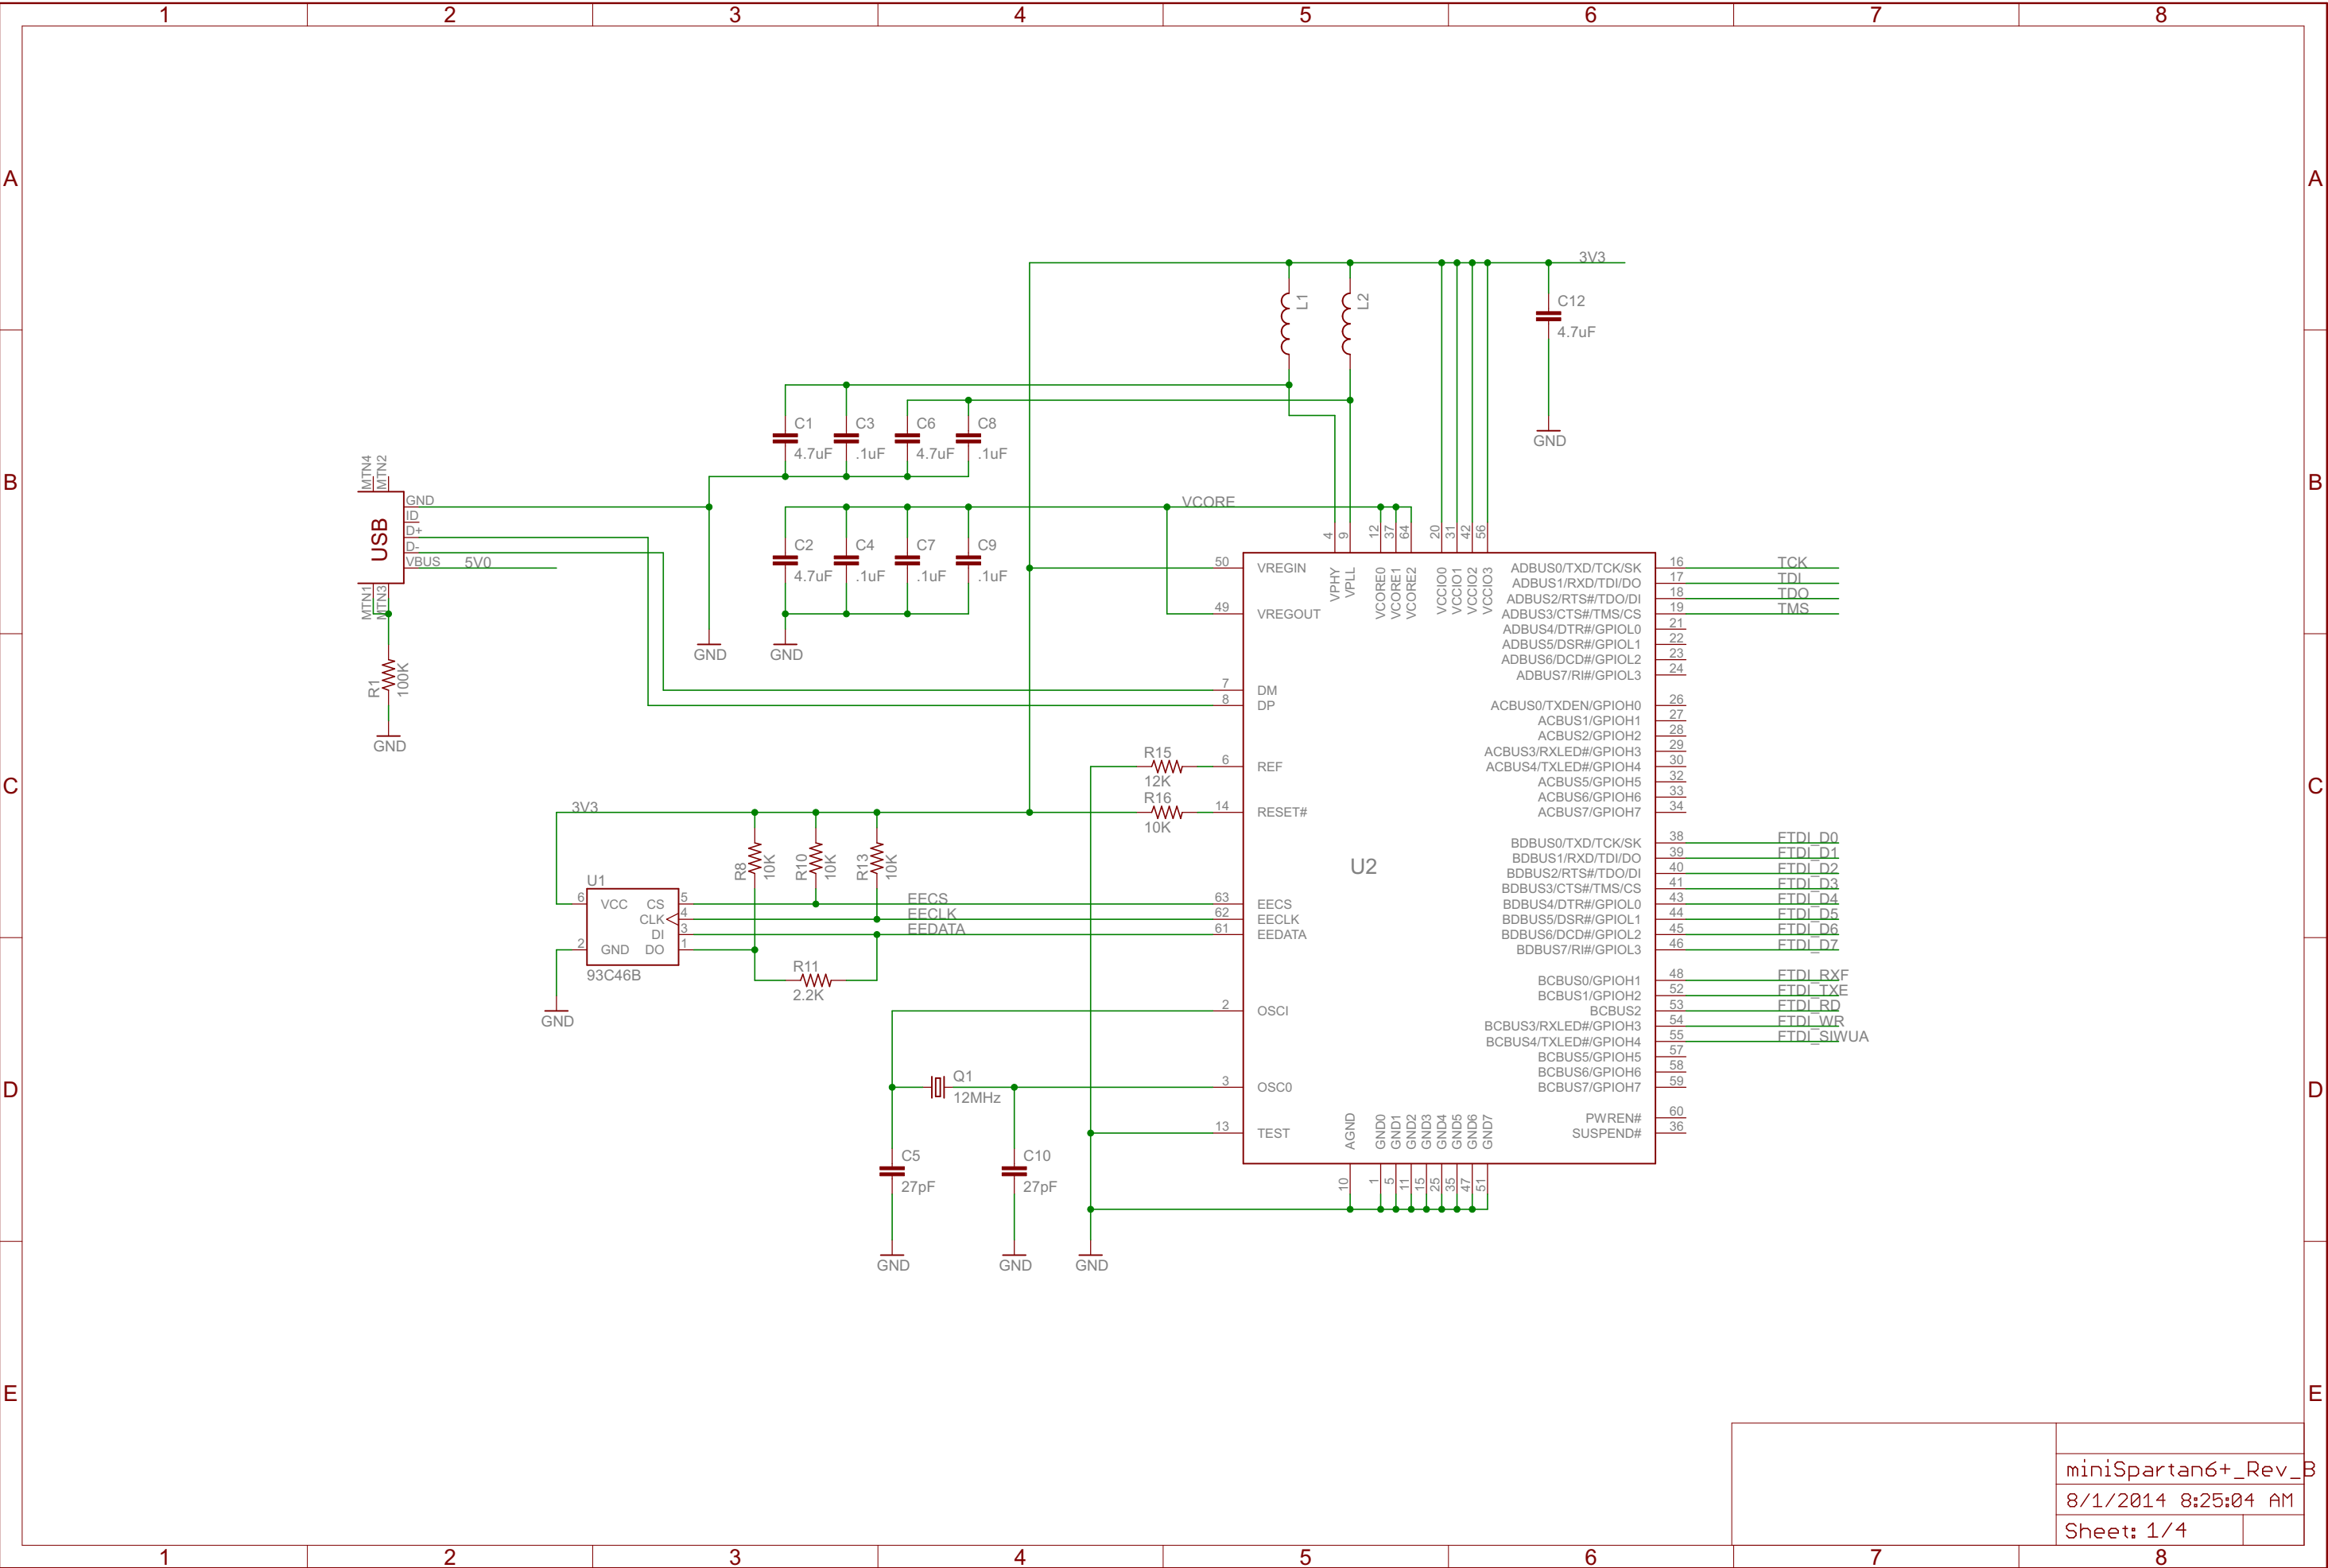 1 2 3 4 5 6 7 8
A A
B B
C C
D D
E E
3V3
L1
L2
C12
4.7uF
GND
C1
4.7uF
C3
.1uF
C6
4.7uF
C8
.1uF
VCORE
C2
4.7uF
C4
.1uF
C7
.1uF
C9
.1uF
GND
GND
MTN4
MTN2
USB
GND
ID
D+
D-
VBUS 5V0
MTN1
MTN3
R1
100K
GND
R15
12K
R16
10K
3V3
R8
10K
R10
10K
R13
10K
U1
6 VCC CS 5
CLK 4
DI 3
2 GND DO 1
93C46B
GND
EECS
EECLK
EEDATA
R11
2.2K
Q1
12MHz
C5
27pF
C10
27pF
GND
GND
GND
U2
4 VPHY
9 VPLL
12 VCORE0
37 VCORE1
64 VCORE2
20 VCCIO0
31 VCCIO1
42 VCCIO2
56 VCCIO3
50 VREGIN
49 VREGOUT
7 DM
8 DP
6 REF
14 RESET#
63 EECS
62 EECLK
61 EEDATA
2 OSCI
3 OSC0
13 TEST
10 AGND
1 GND0
5 GND1
11 GND2
15 GND3
25 GND4
35 GND5
47 GND6
51 GND7
ADBUS0/TXD/TCK/SK 16 TCK
ADBUS1/RXD/TDI/DO 17 TDI
ADBUS2/RTS#/TDO/DI 18 TDO
ADBUS3/CTS#/TMS/CS 19 TMS
ADBUS4/DTR#/GPIOL0 21
ADBUS5/DSR#/GPIOL1 22
ADBUS6/DCD#/GPIOL2 23
ADBUS7/RI#/GPIOL3 24
ACBUS0/TXDEN/GPIOH0 26
ACBUS1/GPIOH1 27
ACBUS2/GPIOH2 28
ACBUS3/RXLED#/GPIOH3 29
ACBUS4/TXLED#/GPIOH4 30
ACBUS5/GPIOH5 32
ACBUS6/GPIOH6 33
ACBUS7/GPIOH7 34
BDBUS0/TXD/TCK/SK 38 FTDI_D0
BDBUS1/RXD/TDI/DO 39 FTDI_D1
BDBUS2/RTS#/TDO/DI 40 FTDI_D2
BDBUS3/CTS#/TMS/CS 41 FTDI_D3
BDBUS4/DTR#/GPIOL0 43 FTDI_D4
BDBUS5/DSR#/GPIOL1 44 FTDI_D5
BDBUS6/DCD#/GPIOL2 45 FTDI_D6
BDBUS7/RI#/GPIOL3 46 FTDI_D7
BCBUS0/GPIOH1 48 FTDI_RXF
BCBUS1/GPIOH2 52 FTDI_TXE
BCBUS2 53 FTDI_RD
BCBUS3/RXLED#/GPIOH3 54 FTDI_WR
BCBUS4/TXLED#/GPIOH4 55 FTDI_SIWUA
BCBUS5/GPIOH5 57
BCBUS6/GPIOH6 58
BCBUS7/GPIOH7 59
PWREN# 60
SUSPEND# 36
miniSpartan6+_Rev_B
8/1/2014 8:25:04 AM
Sheet: 1/4
1 2 3 4 5 6 7 8